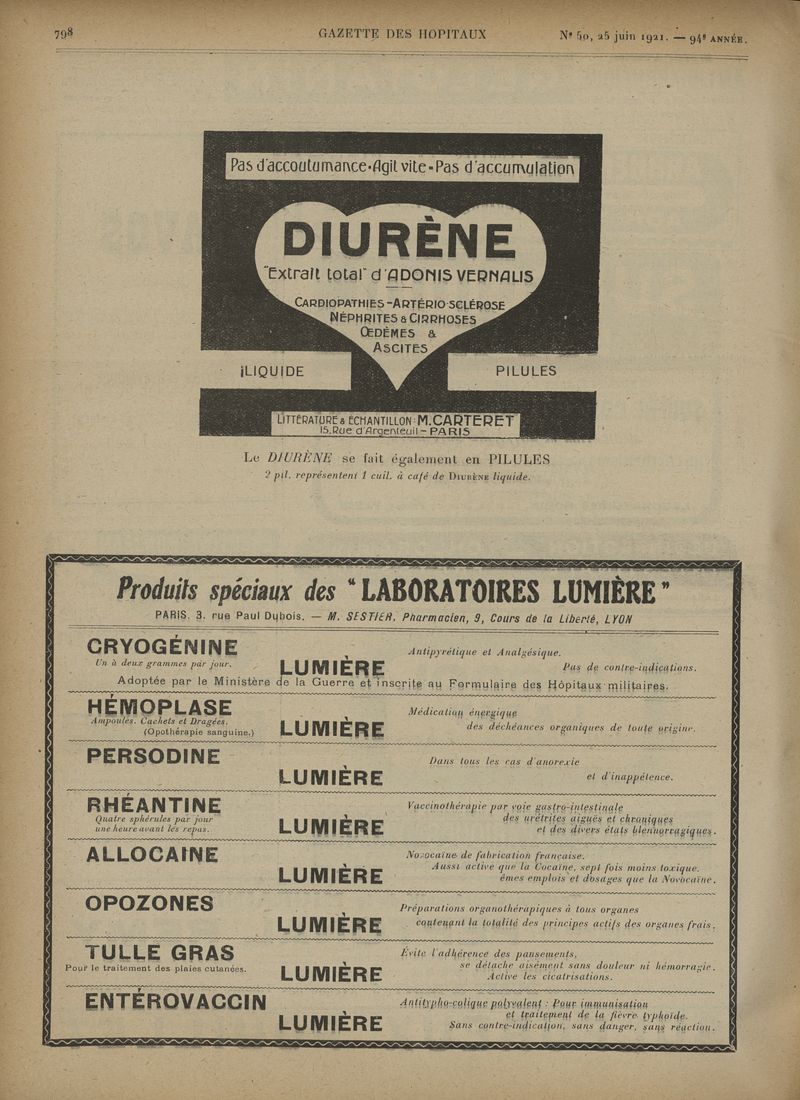 798
GAZETTE DES HOPITAUX
N° 50, 25 juin 1921. — 94e ANNÉE.
Pas d'accoutumance•Agit vite•Pas d'accumulation
DIURÈNE
"Extrait total" d'ADONIS VERNALIS
CARDIOPATHIES-ARTÉRIO SCLÉROSE
NÉPHRITES & CIRRHOSES
ŒDÈMES &
ASCITES
LIQUIDE
PILULES
LITTÉRATURE & ÉCHANTILLON: M.CARTERET
15, Rue d'Argenteuil - PARIS
Le DIURÈNE se fait également en PILULES
2 pil. représentent 1 cuil. à café de DIURÈNE liquide.
Produits spéciaux des "LABORATOIRES LUMIÈRE"
PARIS. 3. rue Paul Dubois. — M. SESTIER, Pharmacien, 9, Cours de la Liberté, LYON
CRYOGÉNINE
Un à deux grammes par jour.
LUMIÈRE
Antipyrétique et Analgésique.
Pas de contre-indications.
Adoptée par le Ministère de la Guerre et inscrite au Formulaire des Hôpitaux militaires.
HÉMOPLASE
Ampoules. Cachets et Dragées.
(Opothérapie sanguine.)
LUMIÈRE
Médication énergique
des déchéances organiques de toute origine.
PERSODINE
LUMIÈRE
Dans tous les cas d'anorexie
et d'inappétence.
RHÉANTINE
Quatre sphérules par jour
une heure avant les repas.
LUMIÈRE
Vaccinothérapie par voie gastro-intestinale
des urétrites aiguës et chroniques
et des divers états blennorragiques.
ALLOCAINE
LUMIÈRE
Novocaïne de fabrication française.
Aussi active que la Cocaïne, sept fois moins toxique.
êmes emplois et dosages que la Novocaïne.
OPOZONES
LUMIÈRE
Préparations organothérapiques à tous organes
contenant la totalité des principes actifs des organes frais.
TULLE GRAS
Pour le traitement des plaies cutanées.
LUMIÈRE
Évite l'adhérence des pansements,
se détache aisément sans douleur ni hémorragie.
Active les cicatrisations.
ENTÉROVACCIN
LUMIÈRE
Antitypho-colique polyvalent : Pour immunisation
et traitement de la fièvre typhoïde.
Sans contre-indication, sans danger, sans réaction.